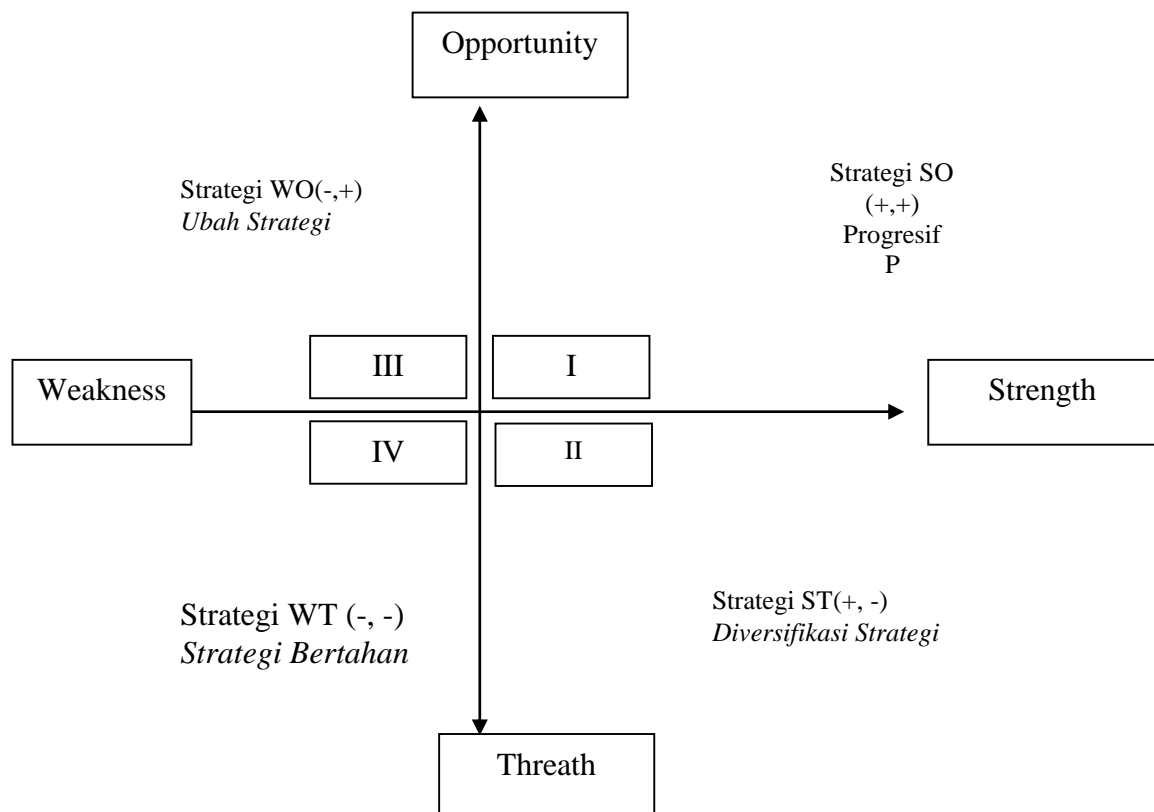 Opportunity
Strategi WO(-,+)
Ubah Strategi
Strategi SO
(+,+)
Progresif
P
III
I
Weakness
Strength
IV
II
Strategi WT (-, -)
Strategi Bertahan
Strategi ST(+, -)
Diversifikasi Strategi
Threath